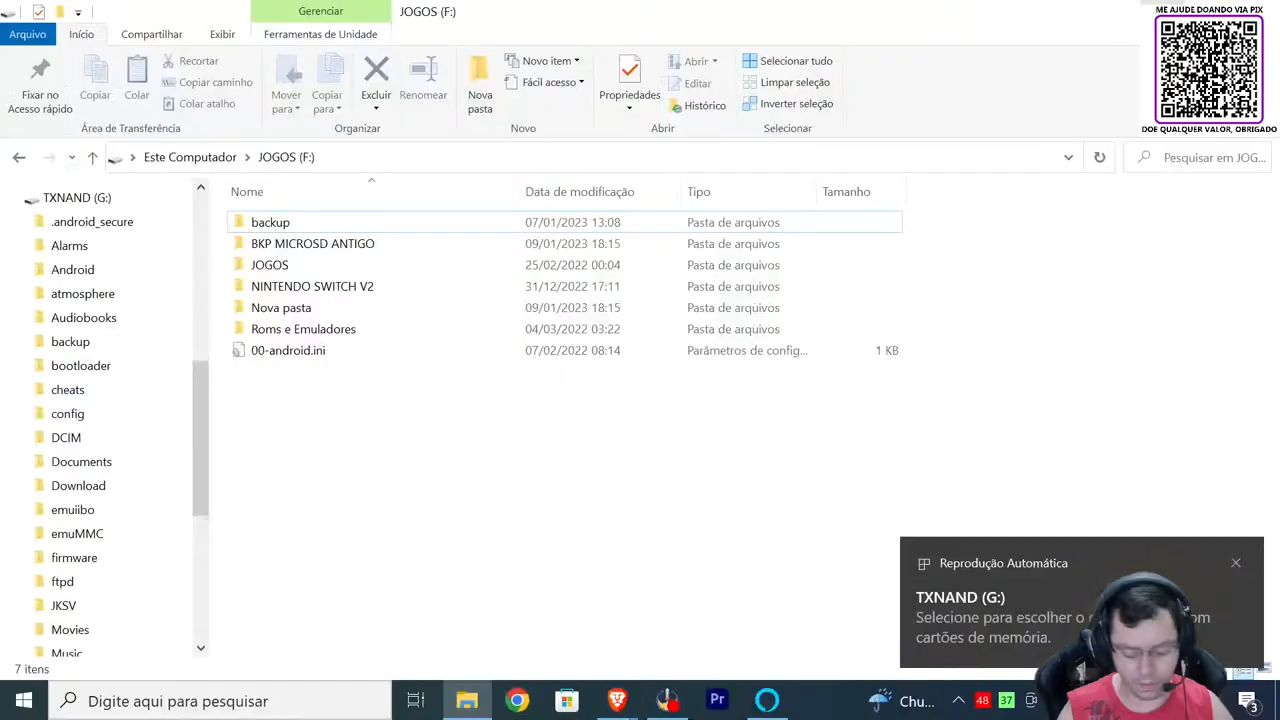 Gerenciar
JOGOS (F:)
ME AJUDE DOANDO VIA PIX
Arquivo
Início
Compartilhar
Exibir
Ferramentas de Unidade
Fixar no
Acesso rápido
Copiar
Colar
Recortar
Copiar caminho
Colar atalho
Mover
para
Copiar
para
Excluir
Renomear
Nova
pasta
Novo item
Fácil acesso
Propriedades
Abrir
Editar
Histórico
Selecionar tudo
Limpar seleção
Inverter seleção
Área de Transferência
Organizar
Novo
Abrir
Selecionar
DOE QUALQUER VALOR, OBRIGADO
Este Computador
JOGOS (F:)
Pesquisar em JOG...
Nome
Data de modificação
Tipo
Tamanho
TXNAND (G:)
.android_secure
Alarms
Android
atmosphere
Audiobooks
backup
bootloader
cheats
config
DCIM
Documents
Download
emuiibo
emuMMC
firmware
ftpd
JKSV
Movies
Music
backup 07/01/2023 13:08 Pasta de arquivos
BKP MICROSD ANTIGO 09/01/2023 18:15 Pasta de arquivos
JOGOS 25/02/2022 00:04 Pasta de arquivos
NINTENDO SWITCH V2 31/12/2022 17:11 Pasta de arquivos
Nova pasta 09/01/2023 18:15 Pasta de arquivos
Roms e Emuladores 04/03/2022 03:22 Pasta de arquivos
00-android.ini 07/02/2022 08:14 Parâmetros de config... 1 KB
Reprodução Automática
TXNAND (G:)
Selecione para escolher o
om
cartões de memória.
7 itens
Digite aqui para pesquisar
Pr
Chu...
48
37
3